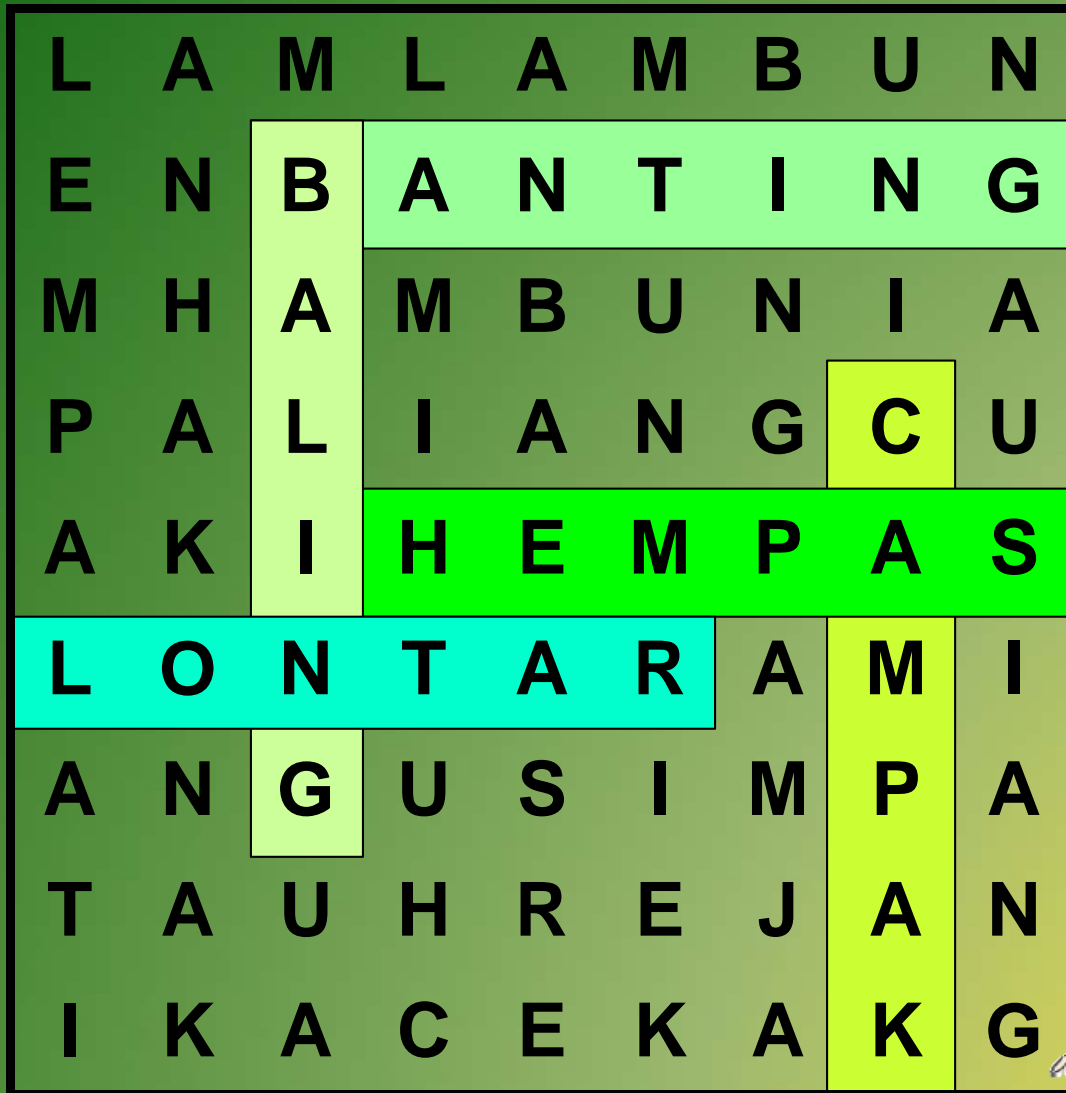 L A M L A M B U N
E N B A N T I N G
M H A M B U N I A
P A L I A N G C U
A K I H E M P A S
L O N T A R A M I
A N G U S I M P A
T A U H R E J A N
I K A C E K A K G